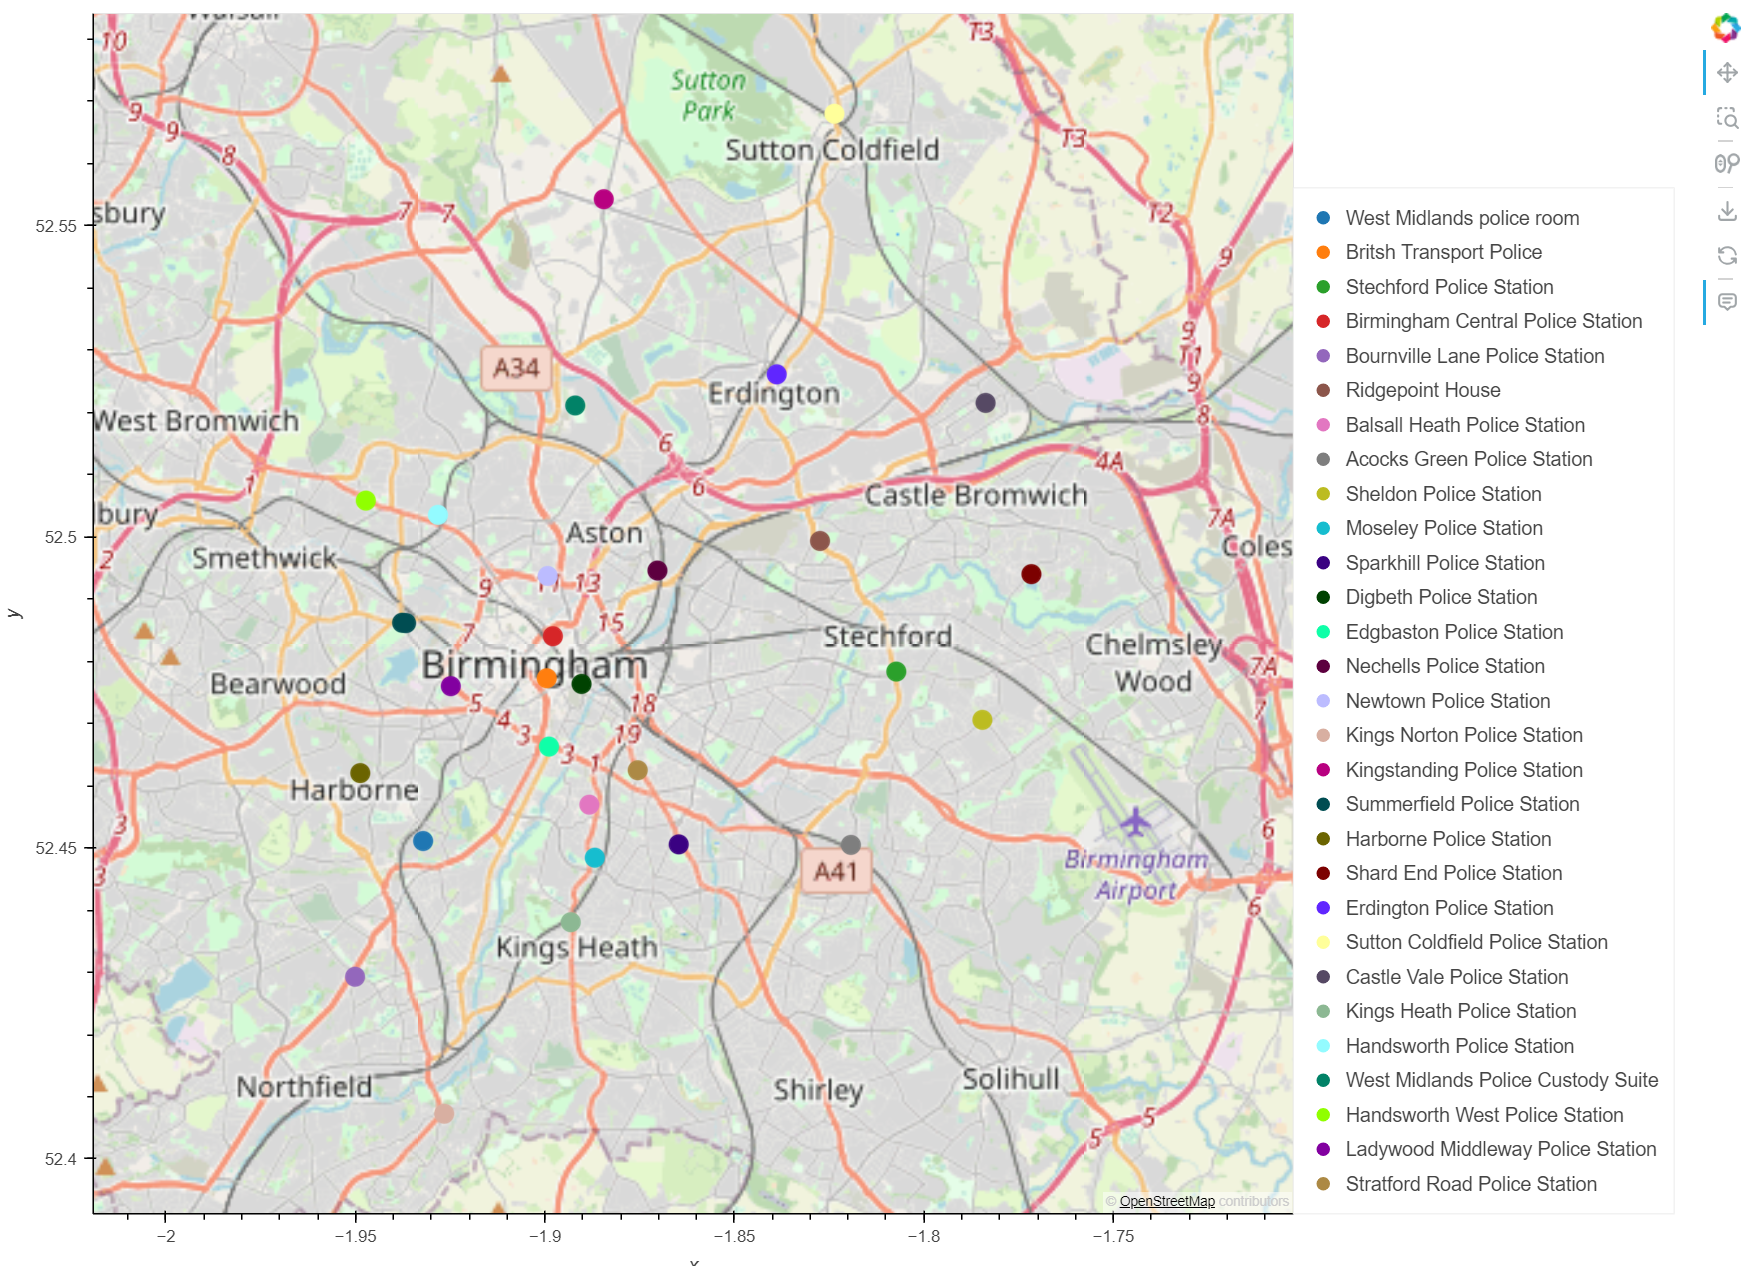 Walsall
10
T3
Sutton
Park
9
9
8
T3
Sutton Coldfield
7
7
T2
sbury
9
52.55
9
T1
9
A34
8
Erdington
West Bromwich
6
4A
1
6
Castle Bromwich
lbury
7A
52.5
Aston
Coles
Smethwick
2
9
11
13
15
7
Stechford
Chelmsley
Wood
Birmingham
7A
Bearwood
5
18
7
4
3
19
3
1
Harborne
3
6
52.45
Birmingham
Airport
A41
3
6
Kings Heath
Northfield
Shirley
Solihull
5
5
52.4
© OpenStreetMap contributors
−2
−1.95
−1.9
−1.85
−1.8
−1.75
x
y
West Midlands police room
Britsh Transport Police
Stechford Police Station
Birmingham Central Police Station
Bournville Lane Police Station
Ridgepoint House
Balsall Heath Police Station
Acocks Green Police Station
Sheldon Police Station
Moseley Police Station
Sparkhill Police Station
Digbeth Police Station
Edgbaston Police Station
Nechells Police Station
Newtown Police Station
Kings Norton Police Station
Kingstanding Police Station
Summerfield Police Station
Harborne Police Station
Shard End Police Station
Erdington Police Station
Sutton Coldfield Police Station
Castle Vale Police Station
Kings Heath Police Station
Handsworth Police Station
West Midlands Police Custody Suite
Handsworth West Police Station
Ladywood Middleway Police Station
Stratford Road Police Station